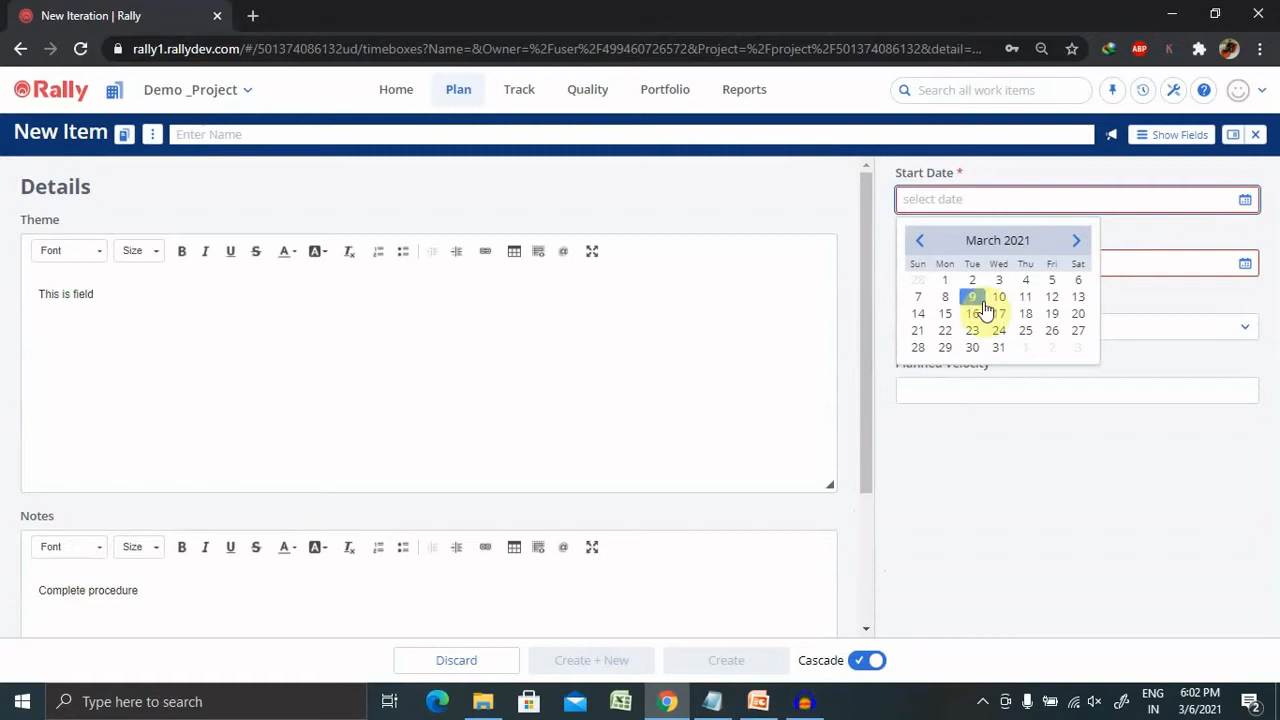 New Iteration | Rally
rally1.rallydev.com/#/501374086132ud/timeboxes?Name=&Owner=%2Fuser%2F499460726572&Project=%2Fproject%2F501374086132&detail=...
ABP
Rally
Demo _Project
Home
Plan
Track
Quality
Portfolio
Reports
Search all work items
New Item
Enter Name
Show Fields
Details
Theme
Font
Size
This is field
Notes
Font
Size
Complete procedure
Start Date *
select date
March 2021
Sun Mon Tue Wed Thu Fri Sat
28 1 2 3 4 5 6
7 8 9 10 11 12 13
14 15 16 17 18 19 20
21 22 23 24 25 26 27
28 29 30 31 1 2 3
Planned Velocity
Discard
Create + New
Create
Cascade
Type here to search
ENG
IN
6:02 PM
3/6/2021
2